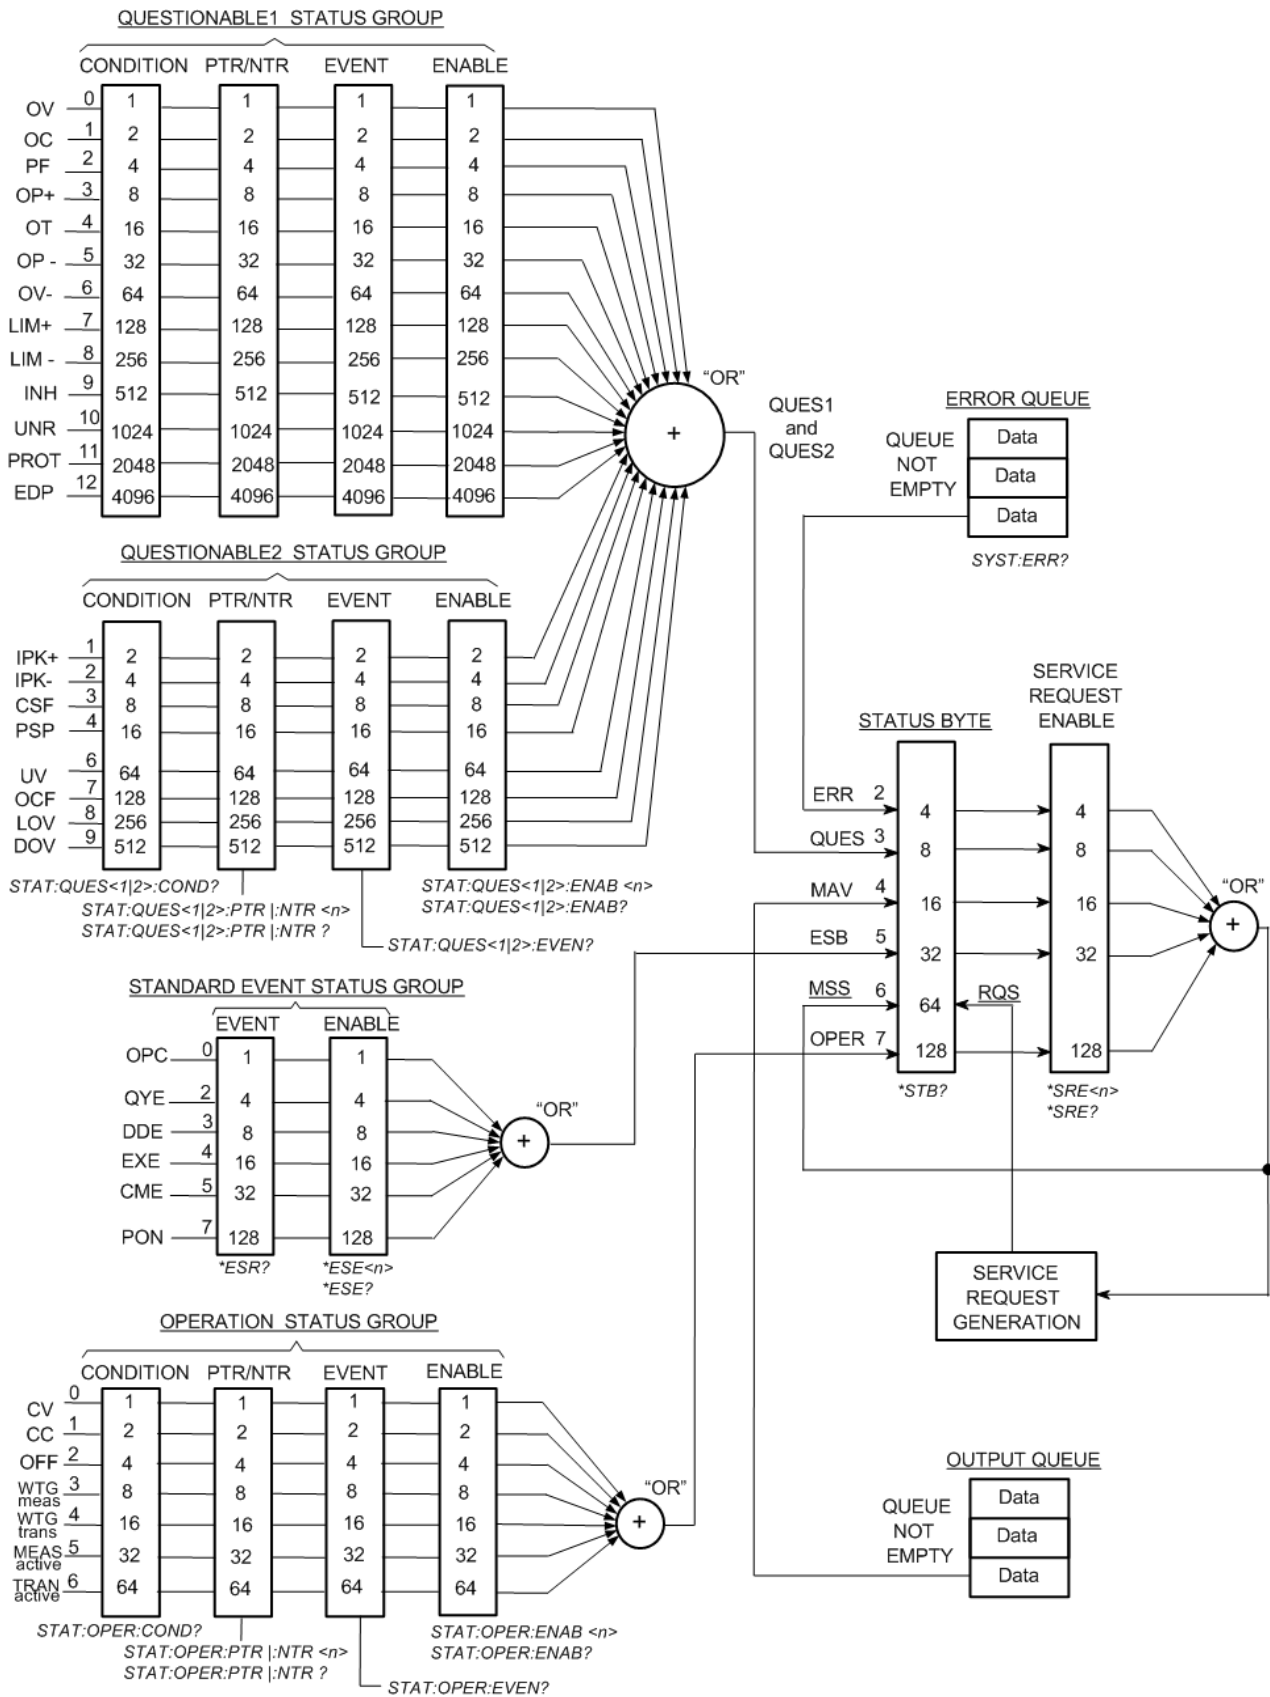 QUESTIONABLE1 STATUS GROUP
CONDITION PTR/NTR EVENT ENABLE
OV 0 1 1 1 1
OC 1 2 2 2 2
PF 2 4 4 4 4
OP+ 3 8 8 8 8
OT 4 16 16 16 16
OP - 5 32 32 32 32
OV- 6 64 64 64 64
LIM+ 7 128 128 128 128
LIM - 8 256 256 256 256
INH 9 512 512 512 512
UNR 10 1024 1024 1024 1024
PROT 11 2048 2048 2048 2048
EDP 12 4096 4096 4096 4096
"OR"
+
QUES1
and
QUES2
ERROR QUEUE
QUEUE
NOT
EMPTY
Data
Data
Data
SYST:ERR?
QUESTIONABLE2 STATUS GROUP
CONDITION PTR/NTR EVENT ENABLE
IPK+ 1 2 2 2 2
IPK- 2 4 4 4 4
CSF 3 8 8 8 8
PSP 4 16 16 16 16
UV 6 64 64 64 64
OCF 7 128 128 128 128
LOV 8 256 256 256 256
DOV 9 512 512 512 512
STAT:QUES<1|2>:COND?
STAT:QUES<1|2>:PTR |:NTR <n>
STAT:QUES<1|2>:PTR |:NTR ?
STAT:QUES<1|2>:EVEN?
STAT:QUES<1|2>:ENAB <n>
STAT:QUES<1|2>:ENAB?
STATUS BYTE
SERVICE
REQUEST
ENABLE
ERR 2 4 4
QUES 3 8 8
MAV 4 16 16
ESB 5 32 32
MSS 6 64 RQS
OPER 7 128 128
"OR"
+
*STB?
*SRE<n>
*SRE?
SERVICE
REQUEST
GENERATION
STANDARD EVENT STATUS GROUP
EVENT ENABLE
OPC 0 1 1
QYE 2 4 4
DDE 3 8 8
EXE 4 16 16
CME 5 32 32
PON 7 128 128
"OR"
+
*ESR?
*ESE<n>
*ESE?
OPERATION STATUS GROUP
CONDITION PTR/NTR EVENT ENABLE
CV 0 1 1 1 1
CC 1 2 2 2 2
OFF 2 4 4 4 4
WTG meas 3 8 8 8 8
WTG trans 4 16 16 16 16
MEAS active 5 32 32 32 32
TRAN active 6 64 64 64 64
"OR"
+
STAT:OPER:COND?
STAT:OPER:PTR |:NTR <n>
STAT:OPER:PTR |:NTR ?
STAT:OPER:EVEN?
STAT:OPER:ENAB <n>
STAT:OPER:ENAB?
OUTPUT QUEUE
QUEUE
NOT
EMPTY
Data
Data
Data